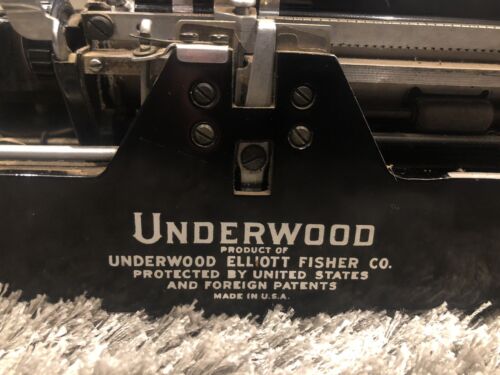 UNDERWOOD
PRODUCT OF
UNDERWOOD ELLIOTT FISHER CO.
PROTECTED BY UNITED STATES
AND FOREIGN PATENTS
MADE IN U.S.A.